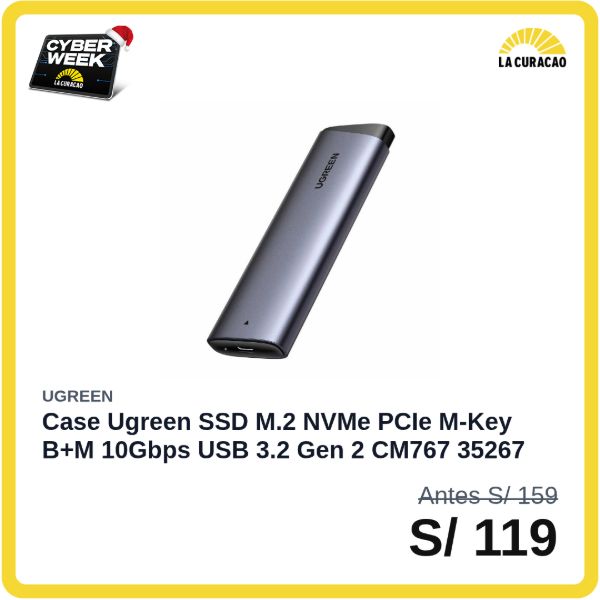 CYBER
WEEK
LA CURACAO
LA CURACAO
UGREEN
UGREEN
Case Ugreen SSD M.2 NVMe PCIe M-Key
B+M 10Gbps USB 3.2 Gen 2 CM767 35267
Antes S/ 159
S/ 119